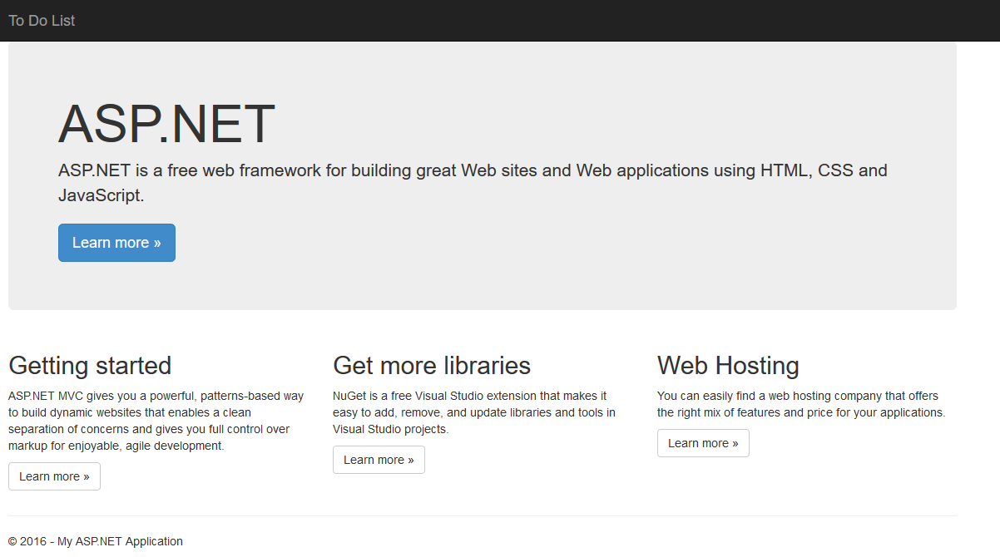 To Do List
ASP.NET
ASP.NET is a free web framework for building great Web sites and Web applications using HTML, CSS and
JavaScript.
Learn more »
Getting started
ASP.NET MVC gives you a powerful, patterns-based way
to build dynamic websites that enables a clean
separation of concerns and gives you full control over
markup for enjoyable, agile development.
Learn more »
Get more libraries
NuGet is a free Visual Studio extension that makes it
easy to add, remove, and update libraries and tools in
Visual Studio projects.
Learn more »
Web Hosting
You can easily find a web hosting company that offers
the right mix of features and price for your applications.
Learn more »
© 2016 - My ASP.NET Application